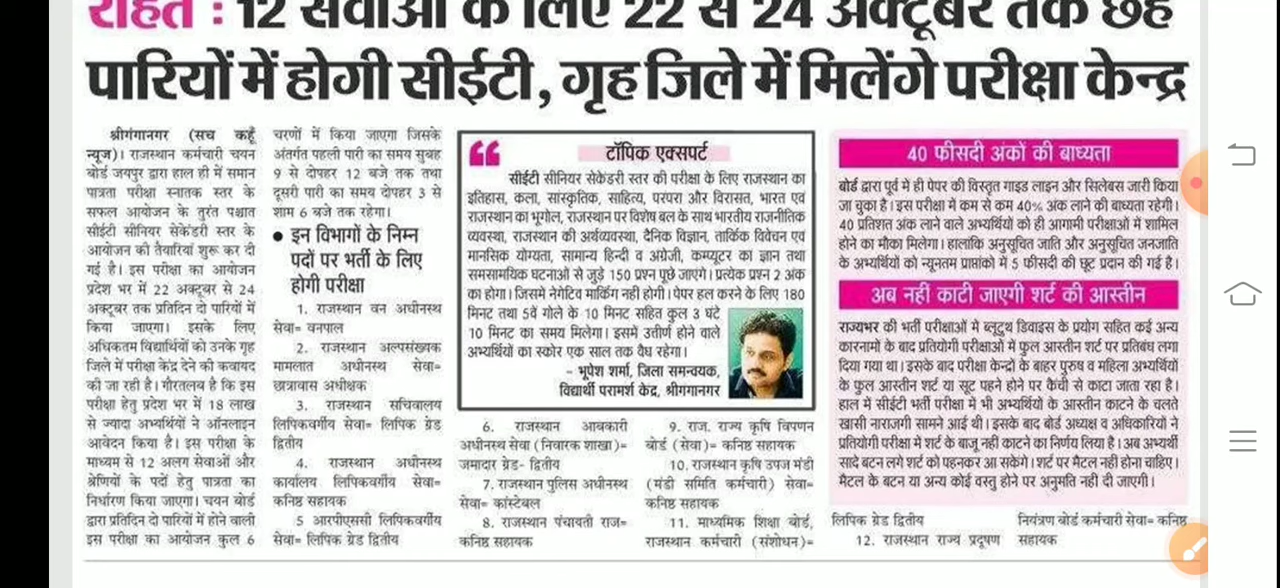 राहत : 12 सेवाओं के लिए 22 से 24 अक्टूबर तक छह
पारियों में होगी सीईटी, गृह जिले में मिलेंगे परीक्षा केन्द्र
श्रीगंगानगर (सच कहूँ
न्यूज)। राजस्थान कर्मचारी चयन
बोर्ड जयपुर द्वारा हाल ही में समान
पात्रता परीक्षा स्नातक स्तर के
सफल आयोजन के तुरंत पश्चात
सीईटी सीनियर सेकेंडरी स्तर के
आयोजन की तैयारियां शुरू कर दी
गई है। इस परीक्षा का आयोजन
प्रदेश भर में 22 अक्टूबर से 24
अक्टूबर तक प्रतिदिन दो पारियों में
किया जाएगा। इसके लिए
अधिकतम विद्यार्थियों को उनके गृह
जिले में परीक्षा केंद्र देने की कवायद
की जा रही है। गौरतलब है कि इस
परीक्षा हेतु प्रदेश भर में 18 लाख
से ज्यादा अभ्यर्थियों ने ऑनलाइन
आवेदन किया है। इस परीक्षा के
माध्यम से 12 अलग सेवाओं और
श्रेणियों के पदों हेतु पात्रता का
निर्धारण किया जाएगा। चयन बोर्ड
द्वारा प्रतिदिन दो पारियों में होने वाली
इस परीक्षा का आयोजन कुल 6
चरणों में किया जाएगा जिसके
अंतर्गत पहली पारी का समय सुबह
9 से दोपहर 12 बजे तक तथा
दूसरी पारी का समय दोपहर 3 से
शाम 6 बजे तक रहेगा।
● इन विभागों के निम्न
पदों पर भर्ती के लिए
होगी परीक्षा
1. राजस्थान वन अधीनस्थ
सेवा= वनपाल
2. राजस्थान अल्पसंख्यक
मामलात अधीनस्थ सेवा=
छात्रावास अधीक्षक
3. राजस्थान सचिवालय
लिपिकवर्गीय सेवा= लिपिक ग्रेड
द्वितीय
4. राजस्थान अधीनस्थ
कार्यालय लिपिकवर्गीय सेवा=
कनिष्ठ सहायक
5 आरपीएससी लिपिकवर्गीय
सेवा= लिपिक ग्रेड द्वितीय
टॉपिक एक्सपर्ट
सीईटी सीनियर सेकेंडरी स्तर की परीक्षा के लिए राजस्थान का
इतिहास, कला, सांस्कृतिक, साहित्य, परंपरा और विरासत, भारत एवं
राजस्थान का भूगोल, राजस्थान पर विशेष बल के साथ भारतीय राजनीतिक
व्यवस्था, राजस्थान की अर्थव्यवस्था, दैनिक विज्ञान, तार्किक विवेचन एवं
मानसिक योग्यता, सामान्य हिन्दी व अंग्रेजी, कम्प्यूटर का ज्ञान तथा
समसामयिक घटनाओं से जुड़े 150 प्रश्न पूछे जाएंगे। प्रत्येक प्रश्न 2 अंक
का होगा। जिसमें नेगेटिव मार्किंग नहीं होगी। पेपर हल करने के लिए 180
मिनट तथा 5वें गोले के 10 मिनट सहित कुल 3 घंटे
10 मिनट का समय मिलेगा। इसमें उत्तीर्ण होने वाले
अभ्यर्थियों का स्कोर एक साल तक वैध रहेगा।
- भूपेश शर्मा, जिला समन्वयक,
विद्यार्थी परामर्श केंद्र, श्रीगंगानगर
6. राजस्थान आबकारी
अधीनस्थ सेवा (निवारक शाखा)=
जमादार ग्रेड- द्वितीय
7. राजस्थान पुलिस अधीनस्थ
सेवा= कांस्टेबल
8. राजस्थान पंचायती राज=
कनिष्ठ सहायक
9. राज. राज्य कृषि विपणन
बोर्ड (सेवा)= कनिष्ठ सहायक
10. राजस्थान कृषि उपज मंडी
(मंडी समिति कर्मचारी) सेवा=
कनिष्ठ सहायक
11. माध्यमिक शिक्षा बोर्ड,
राजस्थान कर्मचारी (संशोधन)=
40 फीसदी अंकों की बाध्यता
बोर्ड द्वारा पूर्व में ही पेपर की विस्तृत गाइड लाइन और सिलेबस जारी किया
जा चुका है। इस परीक्षा में कम से कम 40% अंक लाने की बाध्यता रहेगी।
40 प्रतिशत अंक लाने वाले अभ्यर्थियों को ही आगामी परीक्षाओं में शामिल
होने का मौका मिलेगा। हालांकि अनुसूचित जाति और अनुसूचित जनजाति
के अभ्यर्थियों को न्यूनतम प्राप्तांको में 5 फीसदी की छूट प्रदान की गई है।
अब नहीं काटी जाएगी शर्ट की आस्तीन
राज्यभर की भर्ती परीक्षाओं में ब्लूटुथ डिवाइस के प्रयोग सहित कई अन्य
कारनामों के बाद प्रतियोगी परीक्षाओं में फुल आस्तीन शर्ट पर प्रतिबंध लगा
दिया गया था। इसके बाद परीक्षा केन्द्रों के बाहर पुरुष व महिला अभ्यर्थियों
के फुल आस्तीन शर्ट या सूट पहने होने पर कैंची से काटा जाता रहा है।
हाल में सीईटी भर्ती परीक्षा में भी अभ्यर्थियों के आस्तीन काटने के चलते
खासी नाराजगी सामने आई थी। इसके बाद बोर्ड अध्यक्ष व अधिकारियों ने
प्रतियोगी परीक्षा में शर्ट के बाजू नहीं काटने का निर्णय लिया है। अब अभ्यर्थी
सादे बटन लगे शर्ट को पहनकर आ सकेंगे। शर्ट पर मैटल नहीं होना चाहिए।
मैटल के बटन या अन्य कोई वस्तु होने पर अनुमति नहीं दी जाएगी।
लिपिक ग्रेड द्वितीय
12. राजस्थान राज्य प्रदूषण
नियंत्रण बोर्ड कर्मचारी सेवा= कनिष्ठ
सहायक